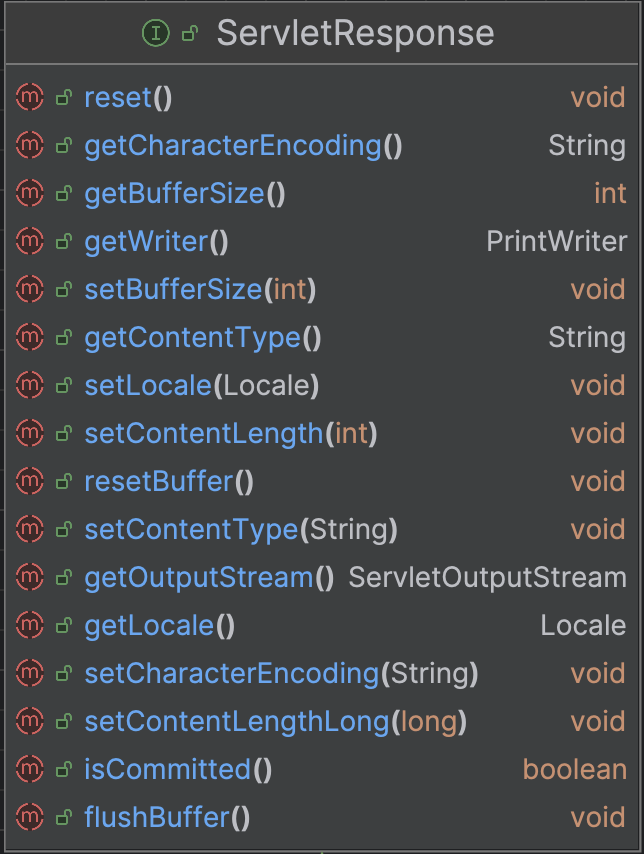 ServletResponse
reset() void
getCharacterEncoding() String
getBufferSize() int
getWriter() PrintWriter
setBufferSize(int) void
getContentType() String
setLocale(Locale) void
setContentLength(int) void
resetBuffer() void
setContentType(String) void
getOutputStream() ServletOutputStream
getLocale() Locale
setCharacterEncoding(String) void
setContentLengthLong(long) void
isCommitted() boolean
flushBuffer() void